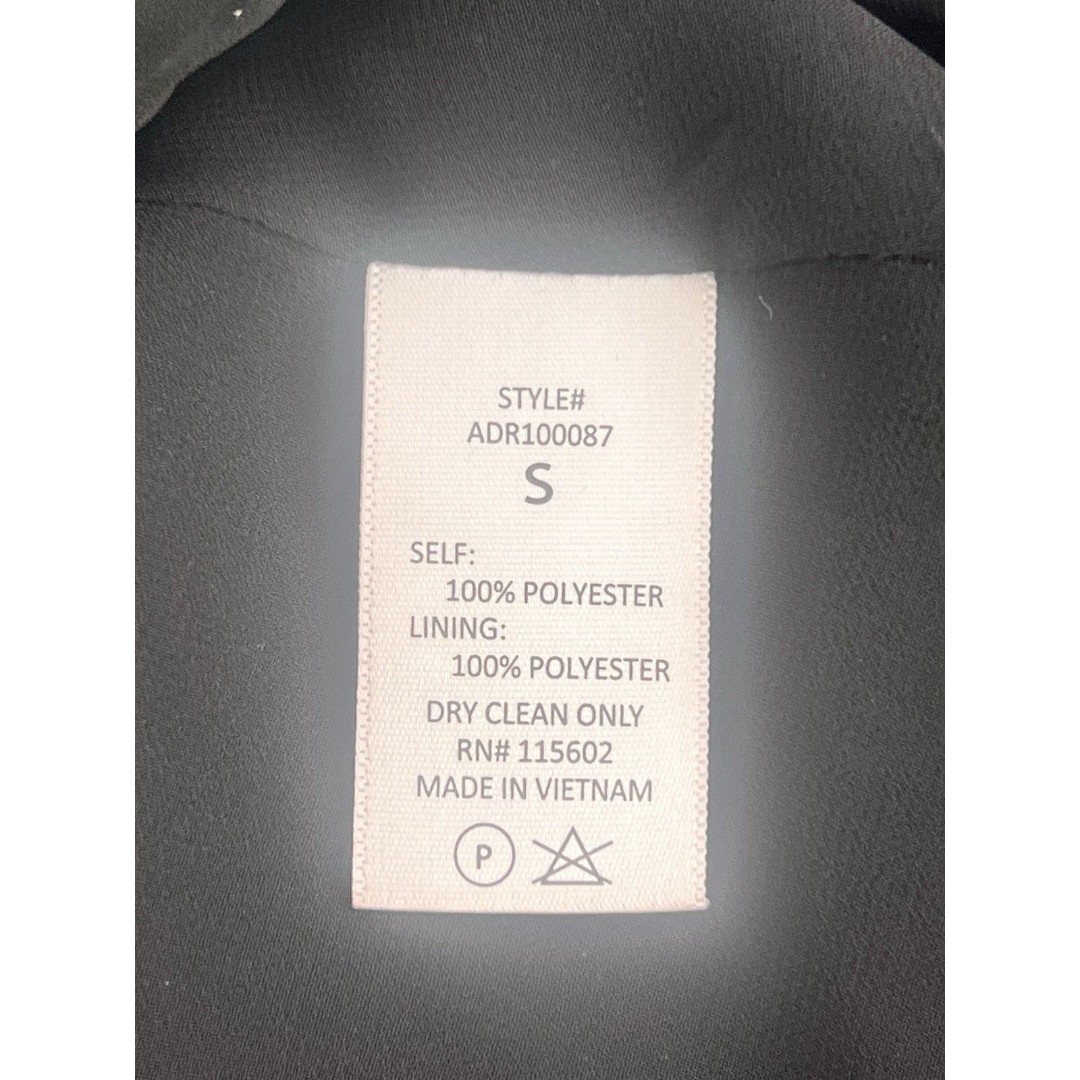 STYLE#
ADR100087
S
SELF:
100% POLYESTER
LINING:
100% POLYESTER
DRY CLEAN ONLY
RN# 115602
MADE IN VIETNAM
P